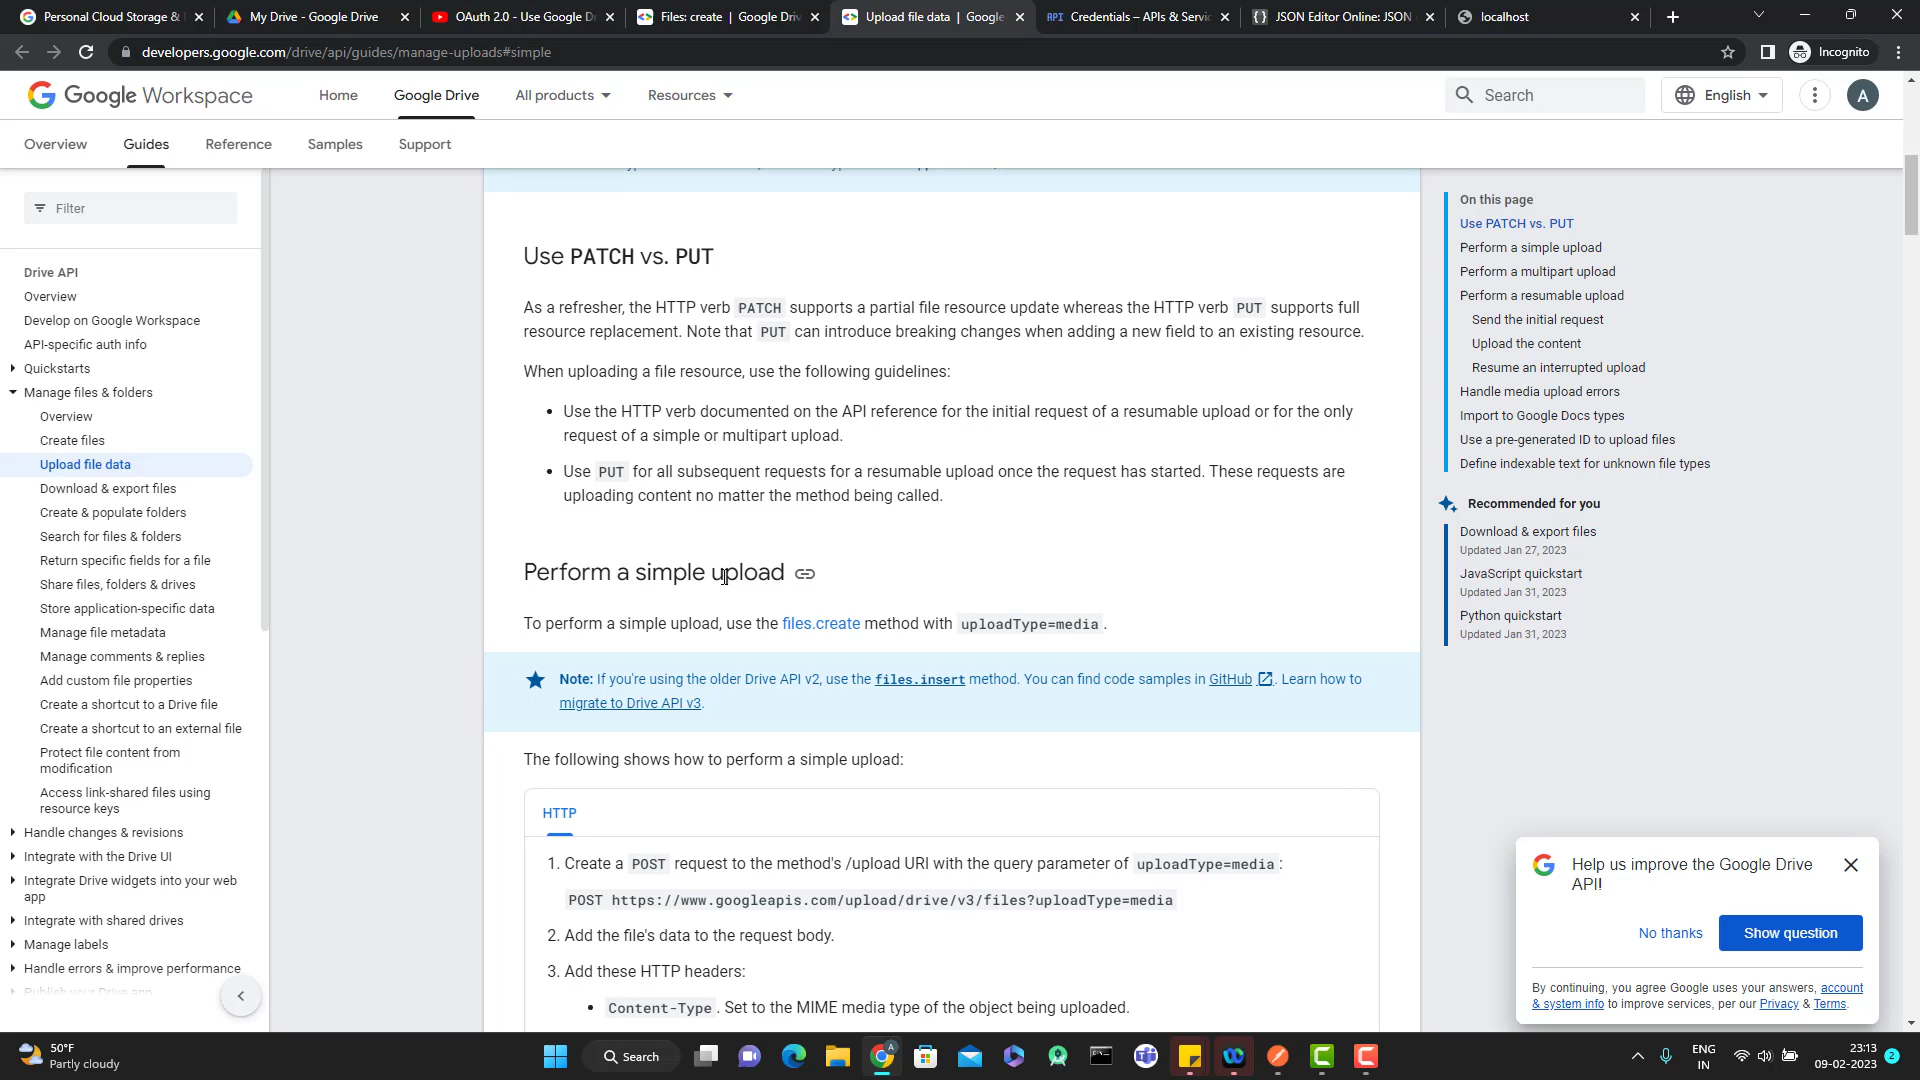 Personal Cloud Storage &
My Drive - Google Drive
OAuth 2.0 - Use Google D
Files: create | Google Driv
Upload file data | Google
API Credentials – APIs & Servic
JSON Editor Online: JSON
localhost
developers.google.com/drive/api/guides/manage-uploads#simple
Incognito
Google Workspace
Home
Google Drive
All products
Resources
Search
English
A
Overview
Guides
Reference
Samples
Support
Filter
Drive API
Overview
Develop on Google Workspace
API-specific auth info
Quickstarts
Manage files & folders
Overview
Create files
Upload file data
Download & export files
Create & populate folders
Search for files & folders
Return specific fields for a file
Share files, folders & drives
Store application-specific data
Manage file metadata
Manage comments & replies
Add custom file properties
Create a shortcut to a Drive file
Create a shortcut to an external file
Protect file content from
modification
Access link-shared files using
resource keys
Handle changes & revisions
Integrate with the Drive UI
Integrate Drive widgets into your web
app
Integrate with shared drives
Manage labels
Handle errors & improve performance
Publish your Drive app
Use PATCH vs. PUT
As a refresher, the HTTP verb PATCH supports a partial file resource update whereas the HTTP verb PUT supports full
resource replacement. Note that PUT can introduce breaking changes when adding a new field to an existing resource.
When uploading a file resource, use the following guidelines:
• Use the HTTP verb documented on the API reference for the initial request of a resumable upload or for the only
request of a simple or multipart upload.
• Use PUT for all subsequent requests for a resumable upload once the request has started. These requests are
uploading content no matter the method being called.
Perform a simple upload
To perform a simple upload, use the files.create method with uploadType=media.
Note: If you're using the older Drive API v2, use the files.insert method. You can find code samples in GitHub. Learn how to
migrate to Drive API v3.
The following shows how to perform a simple upload:
HTTP
1. Create a POST request to the method's /upload URI with the query parameter of uploadType=media:
POST https://www.googleapis.com/upload/drive/v3/files?uploadType=media
2. Add the file's data to the request body.
3. Add these HTTP headers:
• Content-Type. Set to the MIME media type of the object being uploaded.
On this page
Use PATCH vs. PUT
Perform a simple upload
Perform a multipart upload
Perform a resumable upload
Send the initial request
Upload the content
Resume an interrupted upload
Handle media upload errors
Import to Google Docs types
Use a pre-generated ID to upload files
Define indexable text for unknown file types
Recommended for you
Download & export files
Updated Jan 27, 2023
JavaScript quickstart
Updated Jan 31, 2023
Python quickstart
Updated Jan 31, 2023
Help us improve the Google Drive
API!
No thanks
Show question
By continuing, you agree Google uses your answers, account
& system info to improve services, per our Privacy & Terms.
50°F
Partly cloudy
Search
ENG
IN
23:13
09-02-2023
2